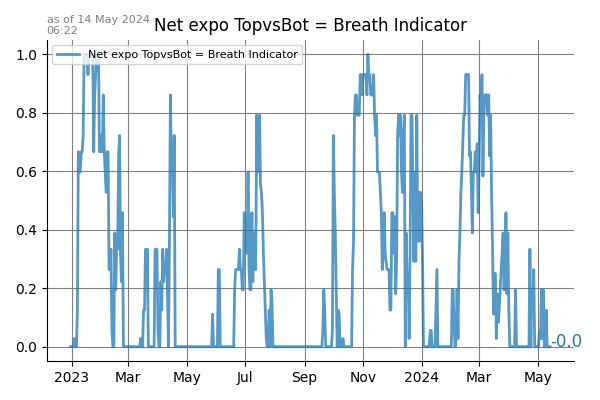 as of 14 May 2024
06:22
Net expo TopvsBot = Breath Indicator
Net expo TopvsBot = Breath Indicator
1.0
0.8
0.6
0.4
0.2
0.0
-0.0
2023 Mar May Jul Sep Nov 2024 Mar May